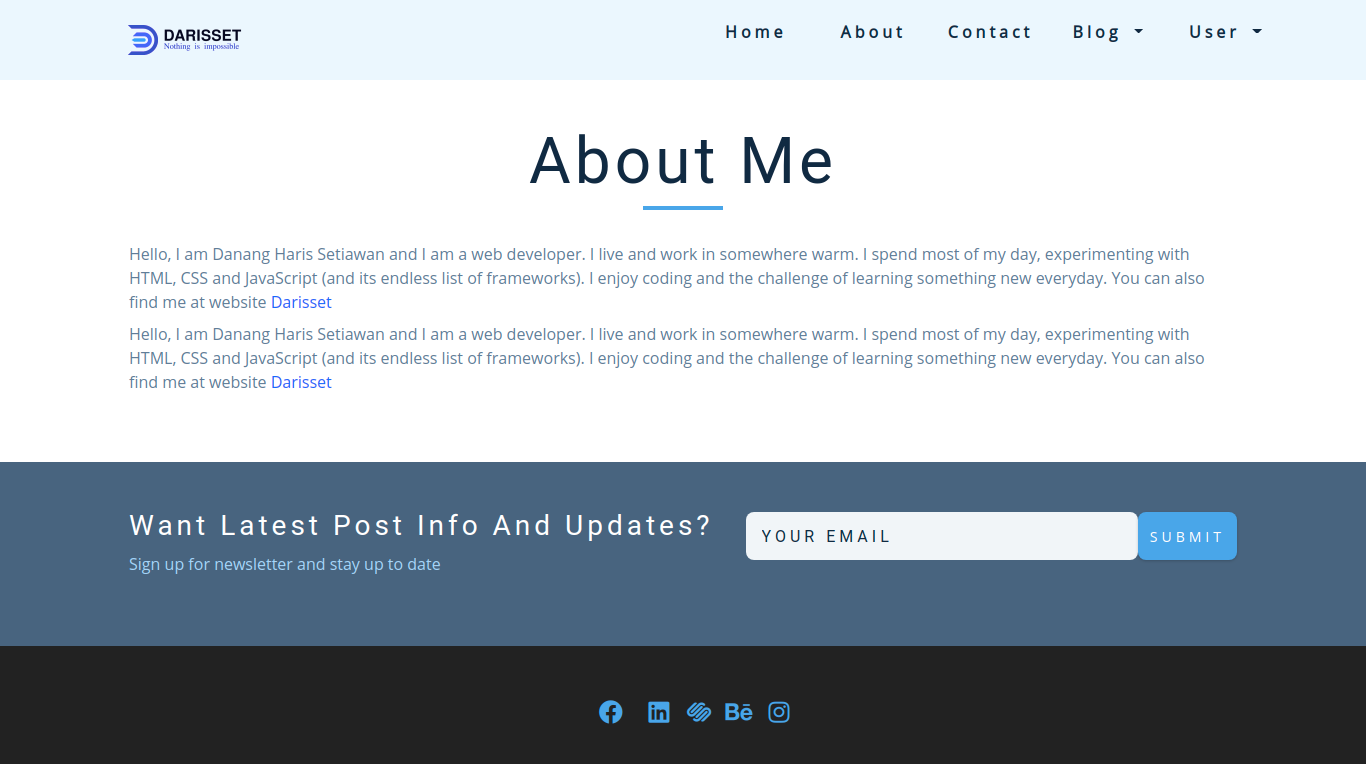 DARISSET
Nothing is impossible
Home About Contact Blog User
About Me
Hello, I am Danang Haris Setiawan and I am a web developer. I live and work in somewhere warm. I spend most of my day, experimenting with
HTML, CSS and JavaScript (and its endless list of frameworks). I enjoy coding and the challenge of learning something new everyday. You can also
find me at website Darisset
Hello, I am Danang Haris Setiawan and I am a web developer. I live and work in somewhere warm. I spend most of my day, experimenting with
HTML, CSS and JavaScript (and its endless list of frameworks). I enjoy coding and the challenge of learning something new everyday. You can also
find me at website Darisset
Want Latest Post Info And Updates?
Sign up for newsletter and stay up to date
YOUR EMAIL
SUBMIT